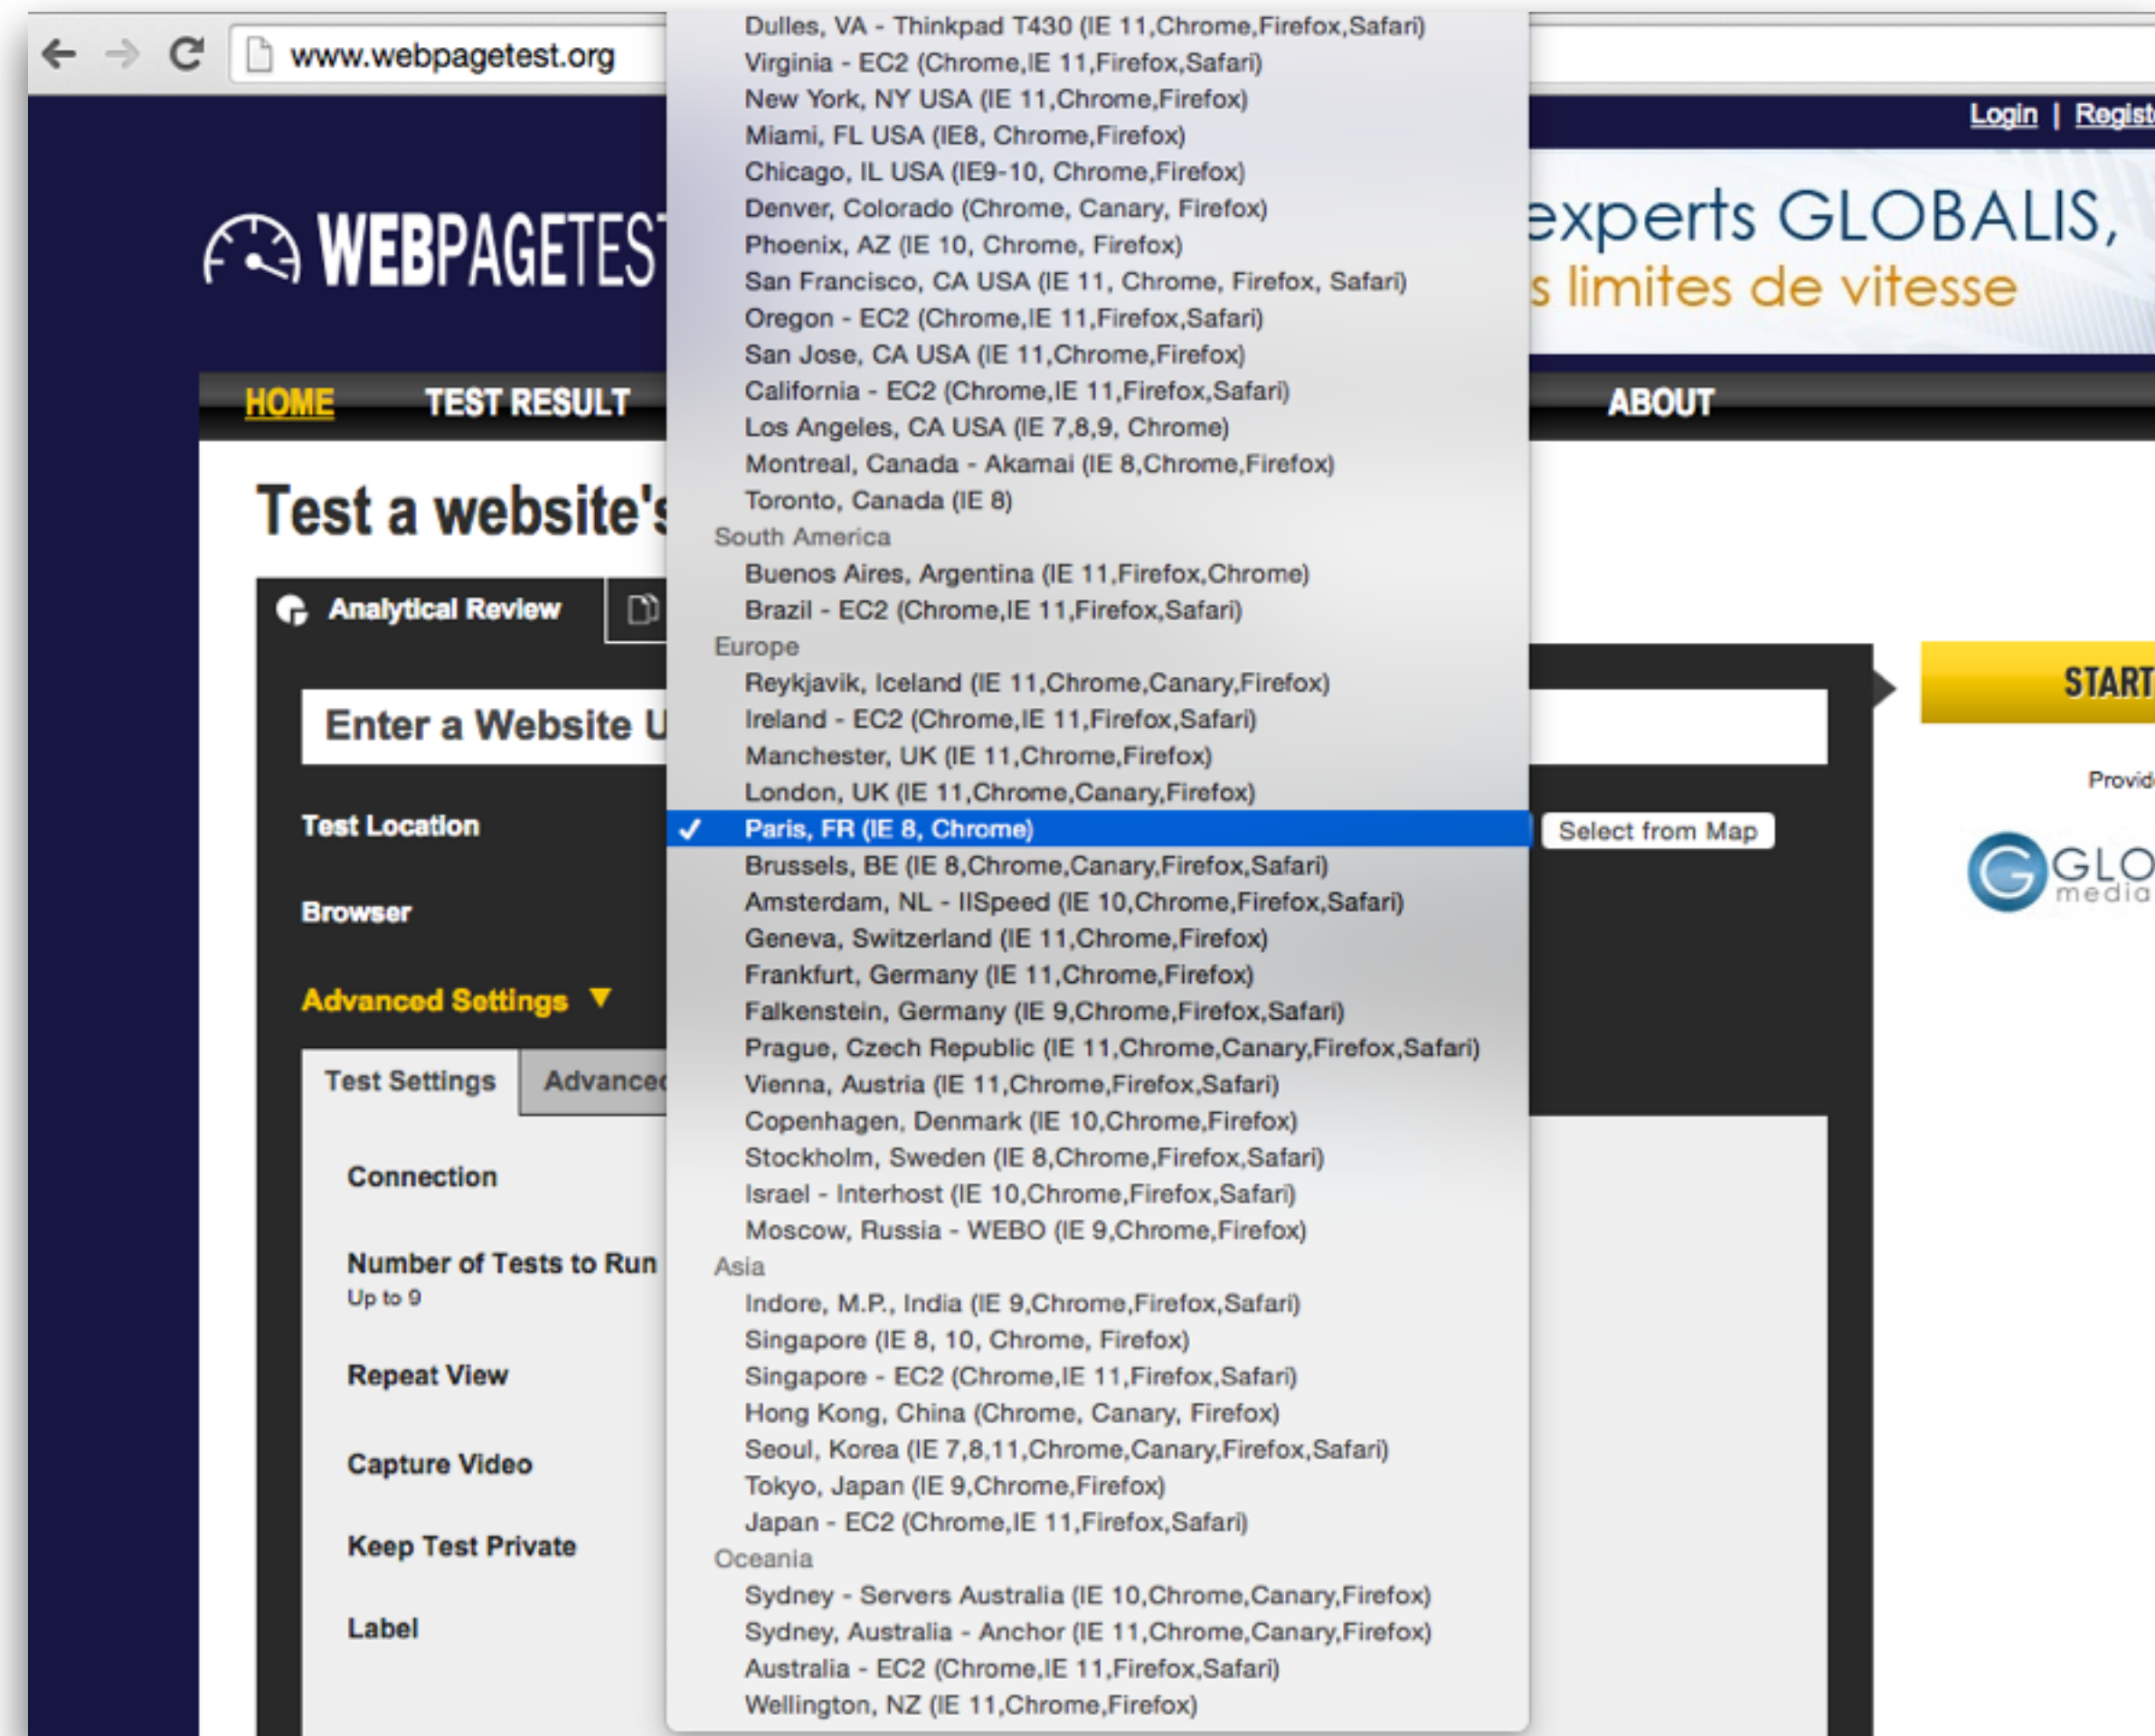 www.webpagetest.org
Login | Regist
WEBPAGETES
experts GLOBALIS,
s limites de vitesse
HOME TEST RESULT ABOUT
Test a website's
Analytical Review
Enter a Website U
START
Provid
Test Location
Select from Map
GLO
media
Browser
Advanced Settings ▼
Test Settings Advanced
Connection
Number of Tests to Run
Up to 9
Repeat View
Capture Video
Keep Test Private
Label
Dulles, VA - Thinkpad T430 (IE 11,Chrome,Firefox,Safari)
Virginia - EC2 (Chrome,IE 11,Firefox,Safari)
New York, NY USA (IE 11,Chrome,Firefox)
Miami, FL USA (IE8, Chrome,Firefox)
Chicago, IL USA (IE9-10, Chrome,Firefox)
Denver, Colorado (Chrome, Canary, Firefox)
Phoenix, AZ (IE 10, Chrome, Firefox)
San Francisco, CA USA (IE 11, Chrome, Firefox, Safari)
Oregon - EC2 (Chrome,IE 11,Firefox,Safari)
San Jose, CA USA (IE 11,Chrome,Firefox)
California - EC2 (Chrome,IE 11,Firefox,Safari)
Los Angeles, CA USA (IE 7,8,9, Chrome)
Montreal, Canada - Akamai (IE 8,Chrome,Firefox)
Toronto, Canada (IE 8)
South America
Buenos Aires, Argentina (IE 11,Firefox,Chrome)
Brazil - EC2 (Chrome,IE 11,Firefox,Safari)
Europe
Reykjavik, Iceland (IE 11,Chrome,Canary,Firefox)
Ireland - EC2 (Chrome,IE 11,Firefox,Safari)
Manchester, UK (IE 11,Chrome,Firefox)
London, UK (IE 11,Chrome,Canary,Firefox)
✓ Paris, FR (IE 8, Chrome)
Brussels, BE (IE 8,Chrome,Canary,Firefox,Safari)
Amsterdam, NL - IISpeed (IE 10,Chrome,Firefox,Safari)
Geneva, Switzerland (IE 11,Chrome,Firefox)
Frankfurt, Germany (IE 11,Chrome,Firefox)
Falkenstein, Germany (IE 9,Chrome,Firefox,Safari)
Prague, Czech Republic (IE 11,Chrome,Canary,Firefox,Safari)
Vienna, Austria (IE 11,Chrome,Firefox,Safari)
Copenhagen, Denmark (IE 10,Chrome,Firefox)
Stockholm, Sweden (IE 8,Chrome,Firefox,Safari)
Israel - Interhost (IE 10,Chrome,Firefox,Safari)
Moscow, Russia - WEBO (IE 9,Chrome,Firefox)
Asia
Indore, M.P., India (IE 9,Chrome,Firefox,Safari)
Singapore (IE 8, 10, Chrome, Firefox)
Singapore - EC2 (Chrome,IE 11,Firefox,Safari)
Hong Kong, China (Chrome, Canary, Firefox)
Seoul, Korea (IE 7,8,11,Chrome,Canary,Firefox,Safari)
Tokyo, Japan (IE 9,Chrome,Firefox)
Japan - EC2 (Chrome,IE 11,Firefox,Safari)
Oceania
Sydney - Servers Australia (IE 10,Chrome,Canary,Firefox)
Sydney, Australia - Anchor (IE 11,Chrome,Canary,Firefox)
Australia - EC2 (Chrome,IE 11,Firefox,Safari)
Wellington, NZ (IE 11,Chrome,Firefox)